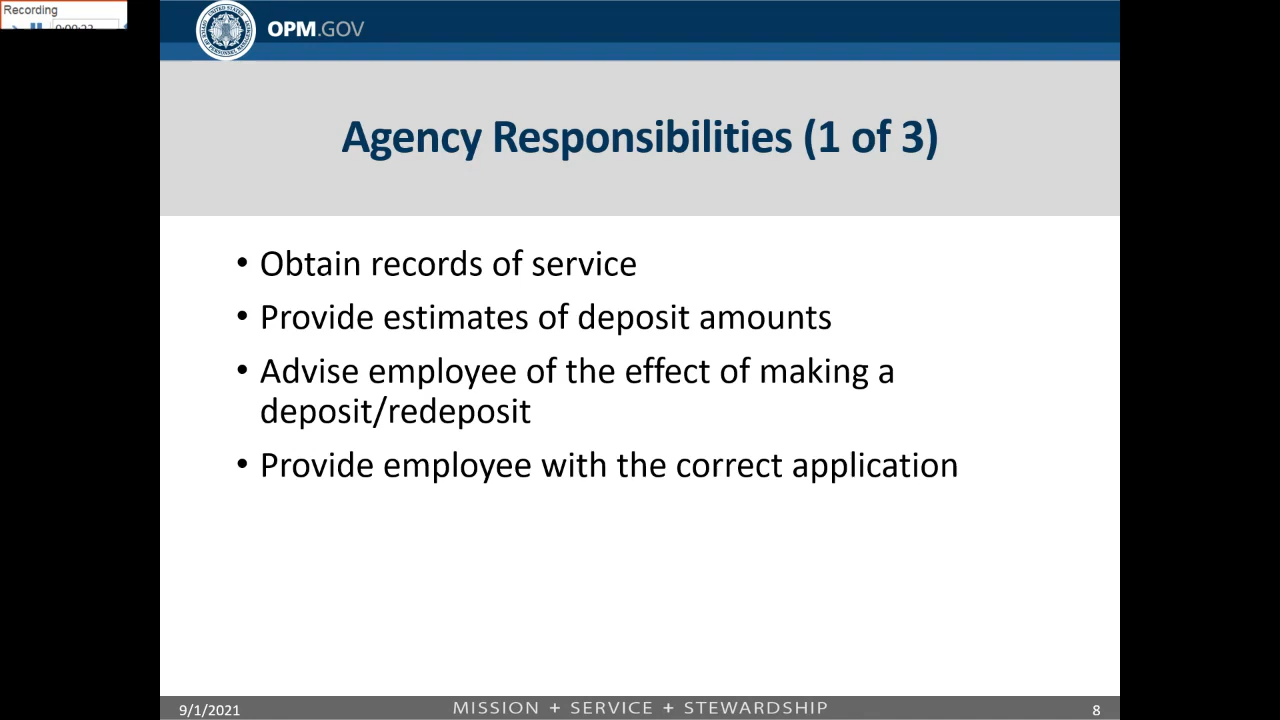 Recording
OPM.GOV
Agency Responsibilities (1 of 3)
• Obtain records of service
• Provide estimates of deposit amounts
• Advise employee of the effect of making a
deposit/redeposit
• Provide employee with the correct application
9/1/2021
MISSION + SERVICE + STEWARDSHIP
8